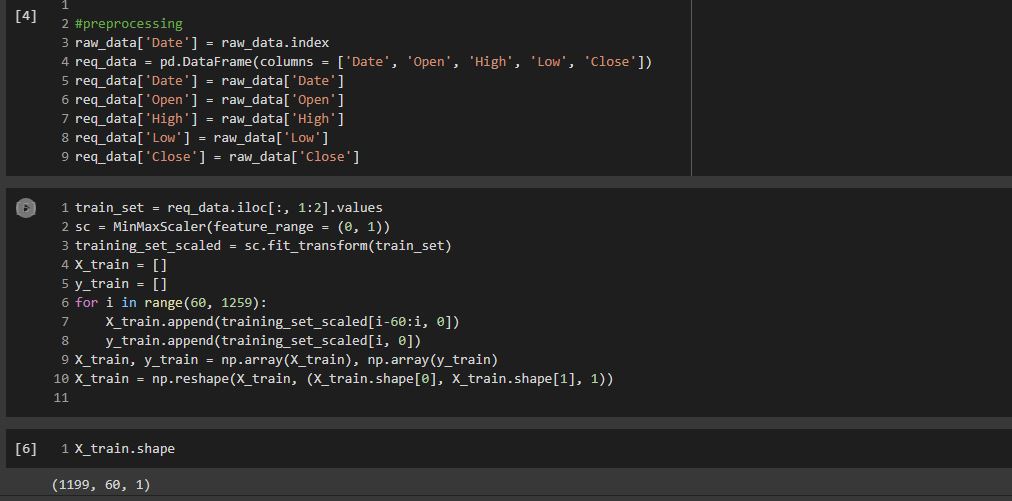 [4]
1
2 #preprocessing
3 raw_data['Date'] = raw_data.index
4 req_data = pd.DataFrame(columns = ['Date', 'Open', 'High', 'Low', 'Close'])
5 req_data['Date'] = raw_data['Date']
6 req_data['Open'] = raw_data['Open']
7 req_data['High'] = raw_data['High']
8 req_data['Low'] = raw_data['Low']
9 req_data['Close'] = raw_data['Close']
1 train_set = req_data.iloc[:, 1:2].values
2 sc = MinMaxScaler(feature_range = (0, 1))
3 training_set_scaled = sc.fit_transform(train_set)
4 X_train = []
5 y_train = []
6 for i in range(60, 1259):
7     X_train.append(training_set_scaled[i-60:i, 0])
8     y_train.append(training_set_scaled[i, 0])
9 X_train, y_train = np.array(X_train), np.array(y_train)
10 X_train = np.reshape(X_train, (X_train.shape[0], X_train.shape[1], 1))
11
[6] 1 X_train.shape
(1199, 60, 1)